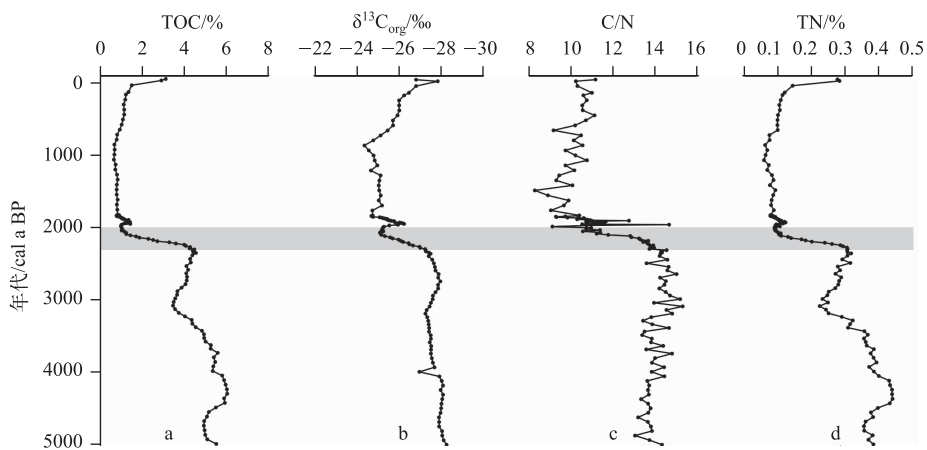 TOC/% δ¹³Corg/‰ C/N TN/%
0 2 4 6 8 −22 −24 −26 −28 −30 8 10 12 14 16 0 0.1 0.2 0.3 0.4 0.5
0
1000
2000
3000
4000
5000
年代/cal a BP
a b c d